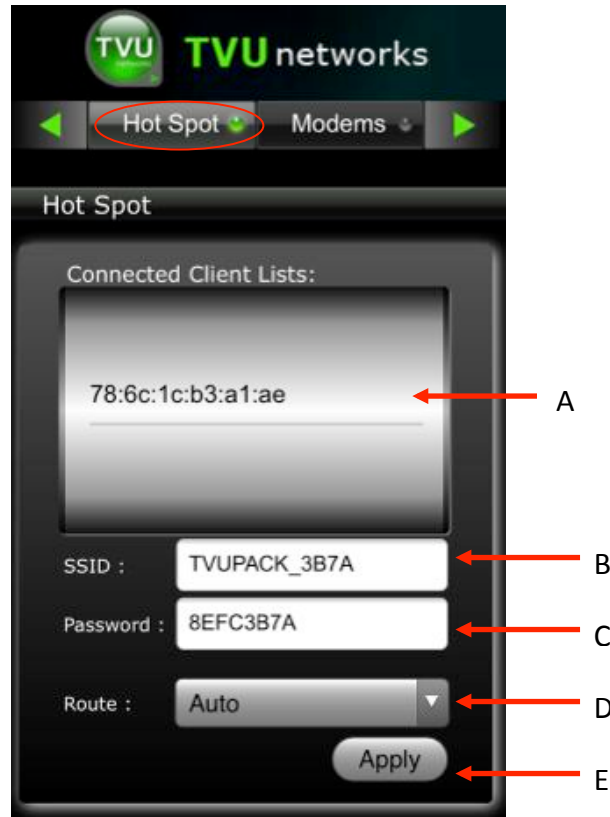 TVU networks
TVU networks
Hot Spot Modems
Hot Spot
Connected Client Lists:
78:6c:1c:b3:a1:ae A
SSID : TVUPACK_3B7A B
Password : 8EFC3B7A C
Route : Auto D
Apply E